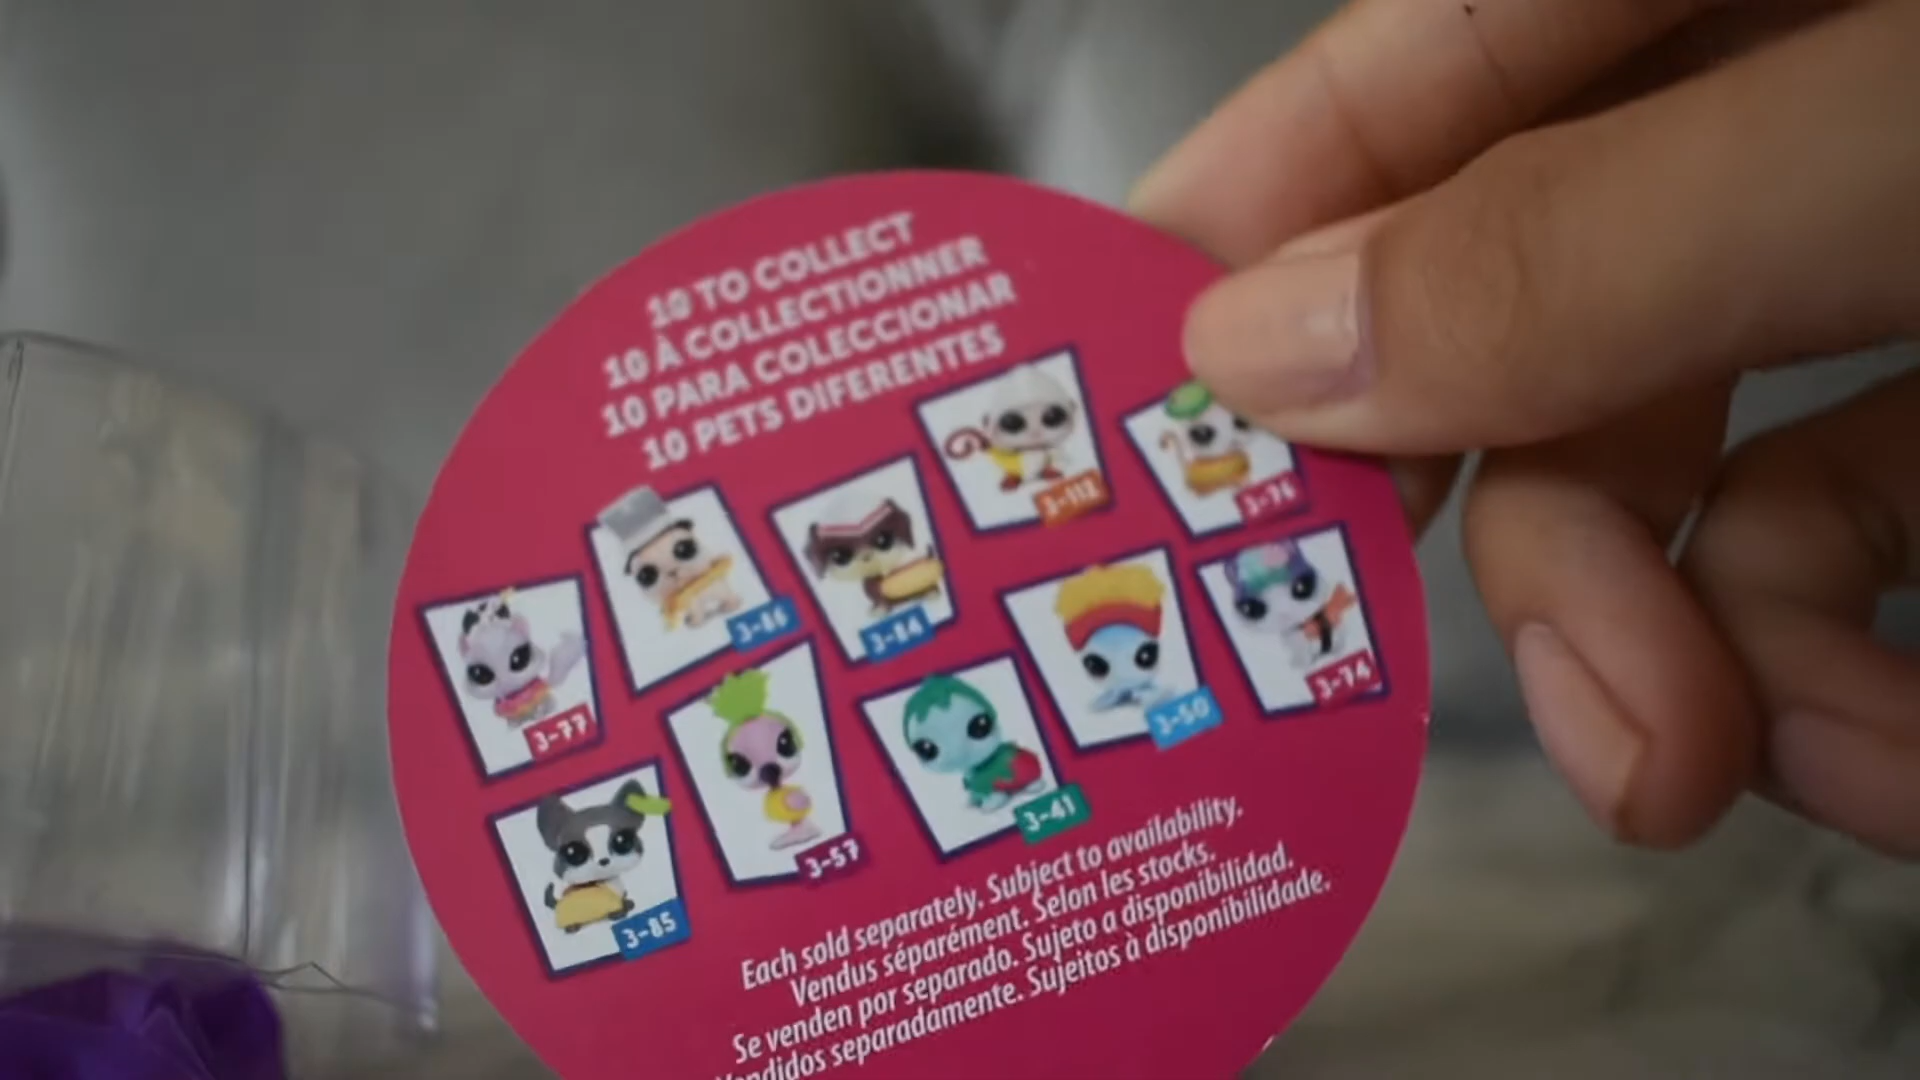 10 TO COLLECT
10 À COLLECTIONNER
10 PARA COLECCIONAR
10 PETS DIFERENTES
3-112
3-76
3-86
3-84
3-77
3-50
3-74
3-57
3-41
3-85
Each sold separately. Subject to availability.
Vendus séparément. Selon les stocks.
Se venden por separado. Sujeto a disponibilidad.
Vendidos separadamente. Sujeitos à disponibilidade.